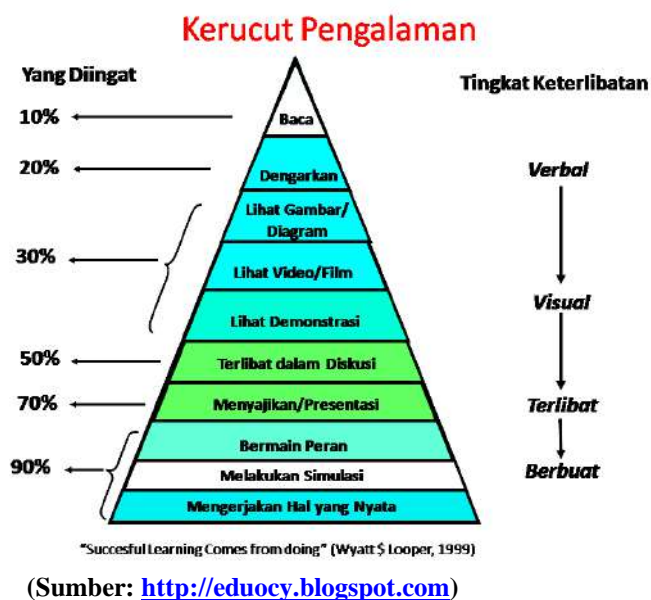 Kerucut Pengalaman
Yang Diingat
Tingkat Keterlibatan
10%
Baca
20%
Dengarkan
Verbal
Lihat Gambar/
Diagram
30%
Lihat Video/Film
Visual
Lihat Demonstrasi
50%
Terlibat dalam Diskusi
70%
Menyajikan/Presentasi
Terlibat
Bermain Peran
90%
Melakukan Simulasi
Berbuat
Mengerjakan Hal yang Nyata
"Succesful Learning Comes from doing" (Wyatt $ Looper, 1999)
(Sumber: http://eduocy.blogspot.com)